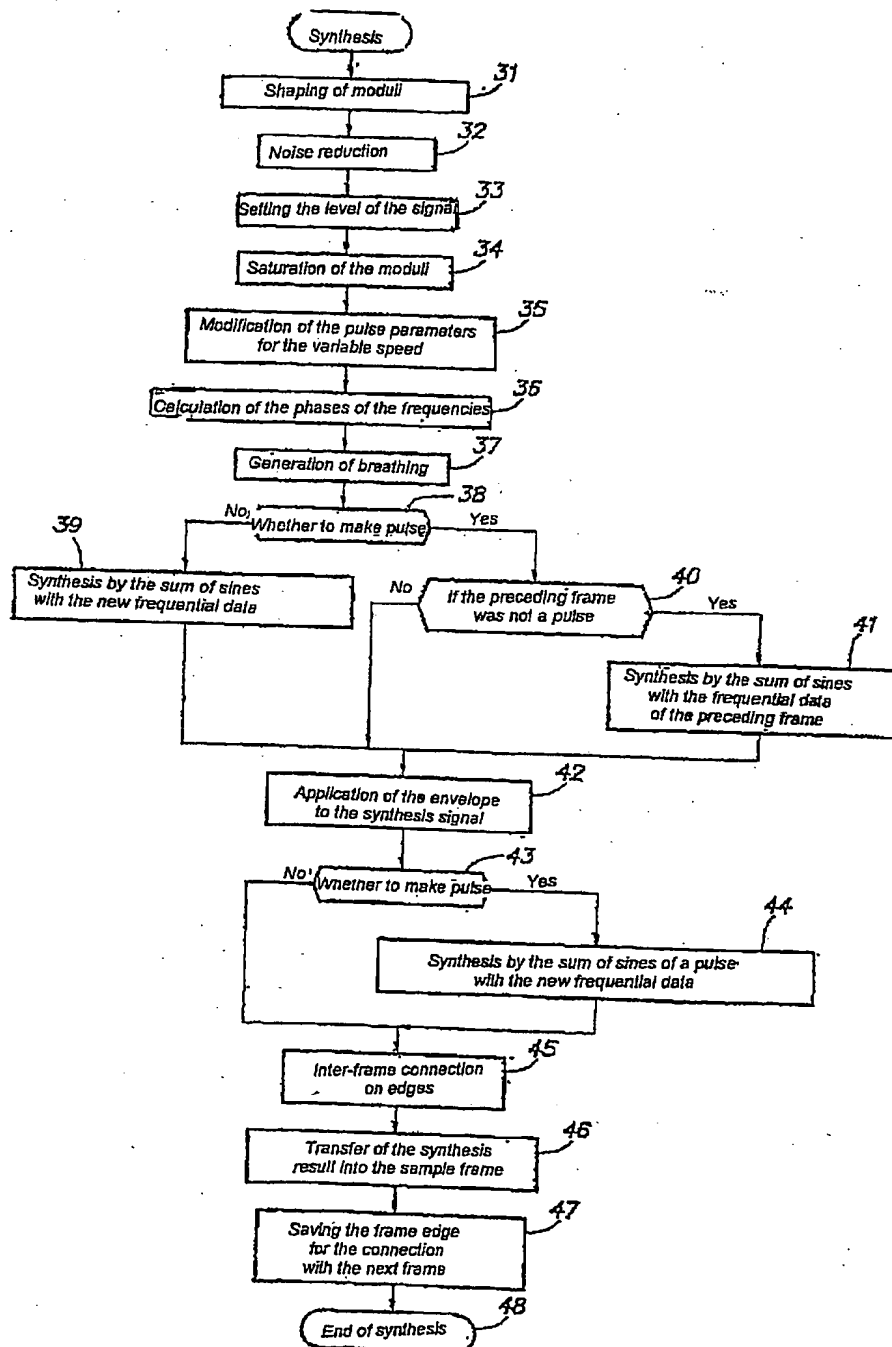 Synthesis
31
Shaping of moduli
32
Noise reduction
33
Setting the level of the signal
34
Saturation of the moduli
35
Modification of the pulse parameters
for the variable speed
36
Calculation of the phases of the frequencies
37
Generation of breathing
38
No
Whether to make pulse
Yes
39
Synthesis by the sum of sines
with the new frequential data
40
No
If the preceding frame
was not a pulse
Yes
41
Synthesis by the sum of sines
with the frequential data
of the preceding frame
42
Application of the envelope
to the synthesis signal
43
No
Whether to make pulse
Yes
44
Synthesis by the sum of sines of a pulse
with the new frequential data
45
Inter-frame connection
on edges
46
Transfer of the synthesis
result into the sample frame
47
Saving the frame edge
for the connection
with the next frame
48
End of synthesis